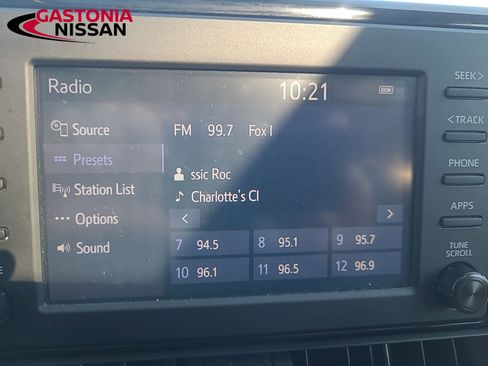 GASTONIA
NISSAN
Radio
10:21
SEEK >
Source
FM 99.7 Fox I
< TRACK
Presets
PHONE
ssic Roc
Station List
Charlotte's Cl
APPS
Options
< >
Sound
7 94.5 8 95.1 9 95.7
10 96.1 11 96.5 12 96.9
TUNE
SCROLL